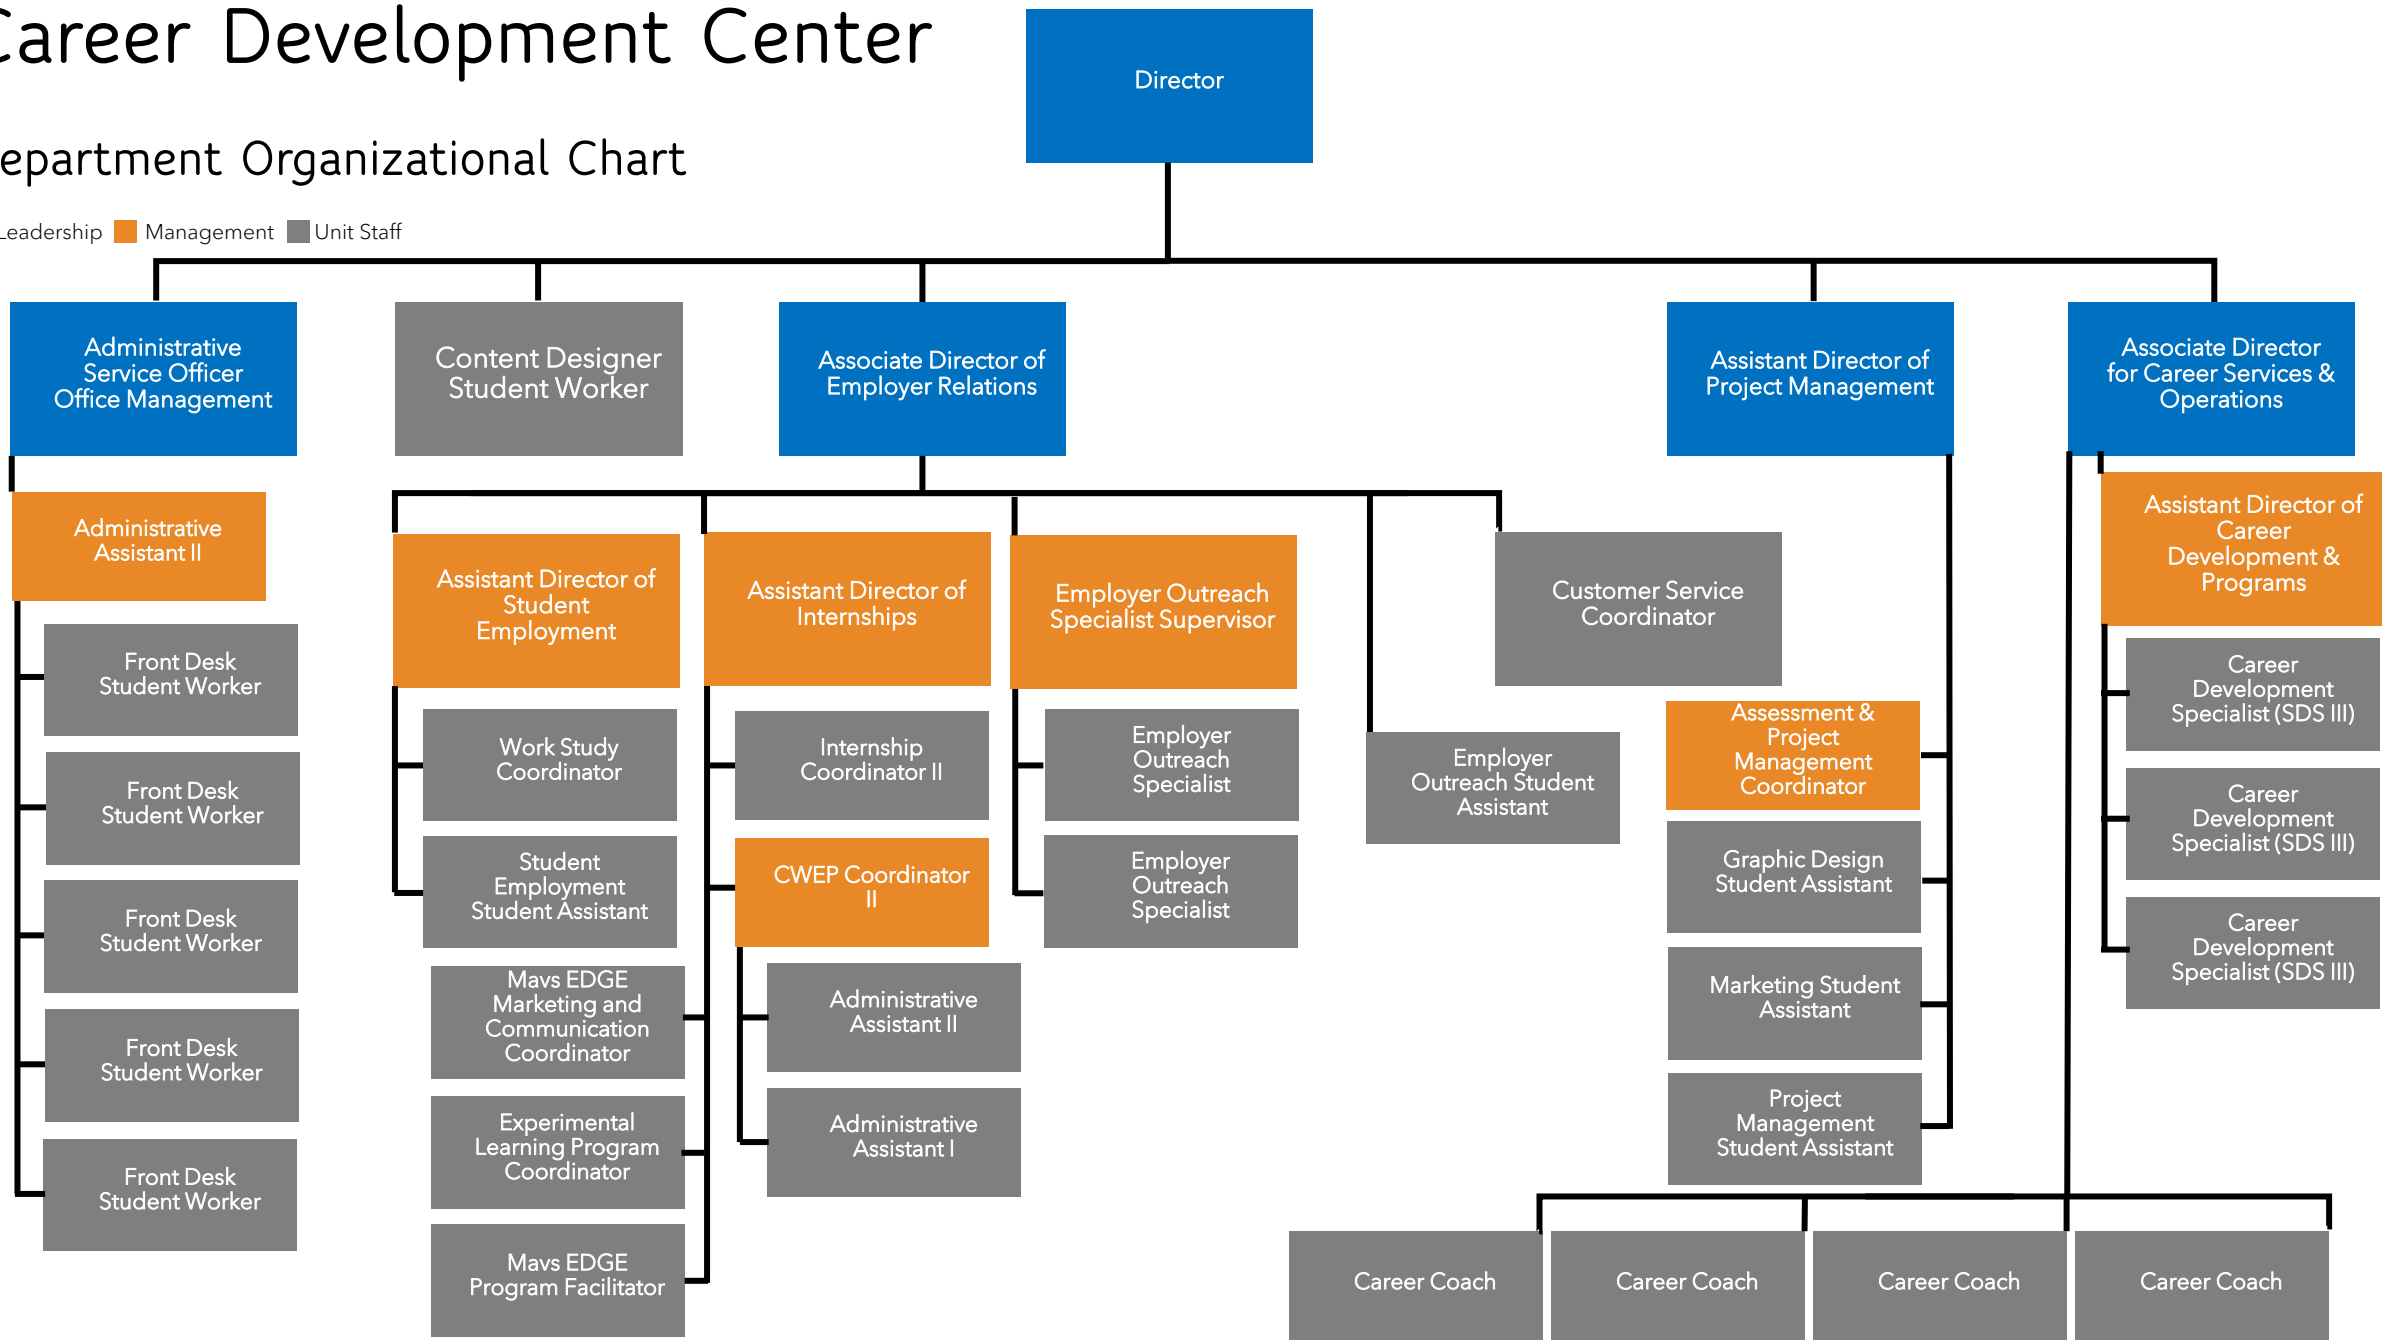 Career Development Center
epartment Organizational Chart
Leadership Management Unit Staff
Director
Administrative
Service Officer
Office Management
Content Designer
Student Worker
Associate Director of
Employer Relations
Assistant Director of
Project Management
Associate Director
for Career Services &
Operations
Administrative
Assistant II
Front Desk
Student Worker
Front Desk
Student Worker
Front Desk
Student Worker
Front Desk
Student Worker
Front Desk
Student Worker
Assistant Director of
Student
Employment
Work Study
Coordinator
Student
Employment
Student Assistant
Assistant Director of
Internships
Internship
Coordinator II
CWEP Coordinator
II
Administrative
Assistant II
Administrative
Assistant I
Mavs EDGE
Marketing and
Communication
Coordinator
Experimental
Learning Program
Coordinator
Mavs EDGE
Program Facilitator
Employer Outreach
Specialist Supervisor
Employer
Outreach
Specialist
Employer
Outreach
Specialist
Employer
Outreach Student
Assistant
Customer Service
Coordinator
Assessment &
Project
Management
Coordinator
Graphic Design
Student Assistant
Marketing Student
Assistant
Project
Management
Student Assistant
Assistant Director of
Career
Development &
Programs
Career
Development
Specialist (SDS III)
Career
Development
Specialist (SDS III)
Career
Development
Specialist (SDS III)
Career Coach
Career Coach
Career Coach
Career Coach